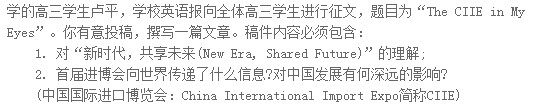 学的高三学生卢平，学校英语报向全体高三学生进行征文，题目为“The CIIE in My
Eyes”。你有意投稿，撰写一篇文章。稿件内容必须包含：
1. 对“新时代，共享未来(New Era, Shared Future)”的理解；
2. 首届进博会向世界传递了什么信息?对中国发展有何深远的影响?
(中国国际进口博览会：China International Import Expo简称CIIE)